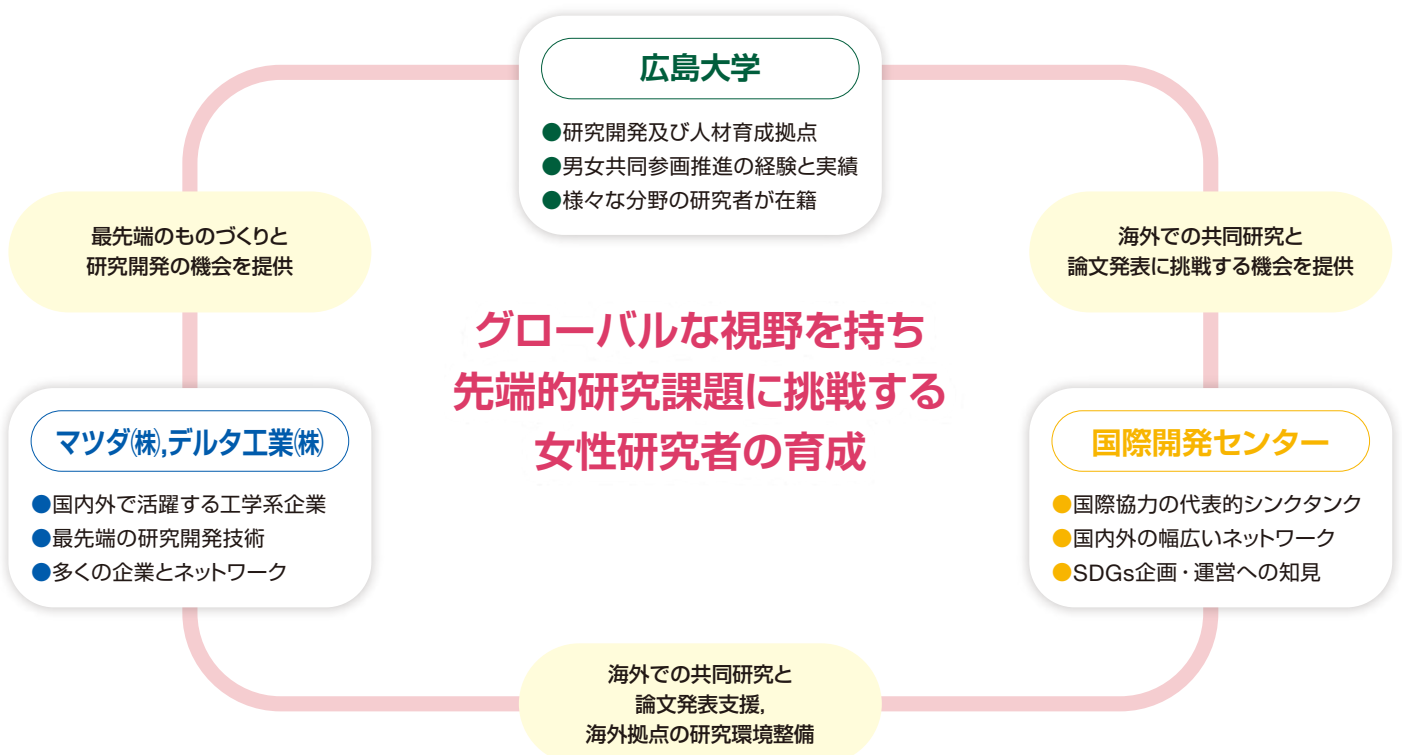 広島大学
●研究開発及び人材育成拠点
●男女共同参画推進の経験と実績
●様々な分野の研究者が在籍
最先端のものづくりと
研究開発の機会を提供
海外での共同研究と
論文発表に挑戦する機会を提供
グローバルな視野を持ち
先端的研究課題に挑戦する
女性研究者の育成
マツダ㈱,デルタ工業㈱
●国内外で活躍する工学系企業
●最先端の研究開発技術
●多くの企業とネットワーク
国際開発センター
●国際協力の代表的シンクタンク
●国内外の幅広いネットワーク
●SDGs企画・運営への知見
海外での共同研究と
論文発表支援,
海外拠点の研究環境整備